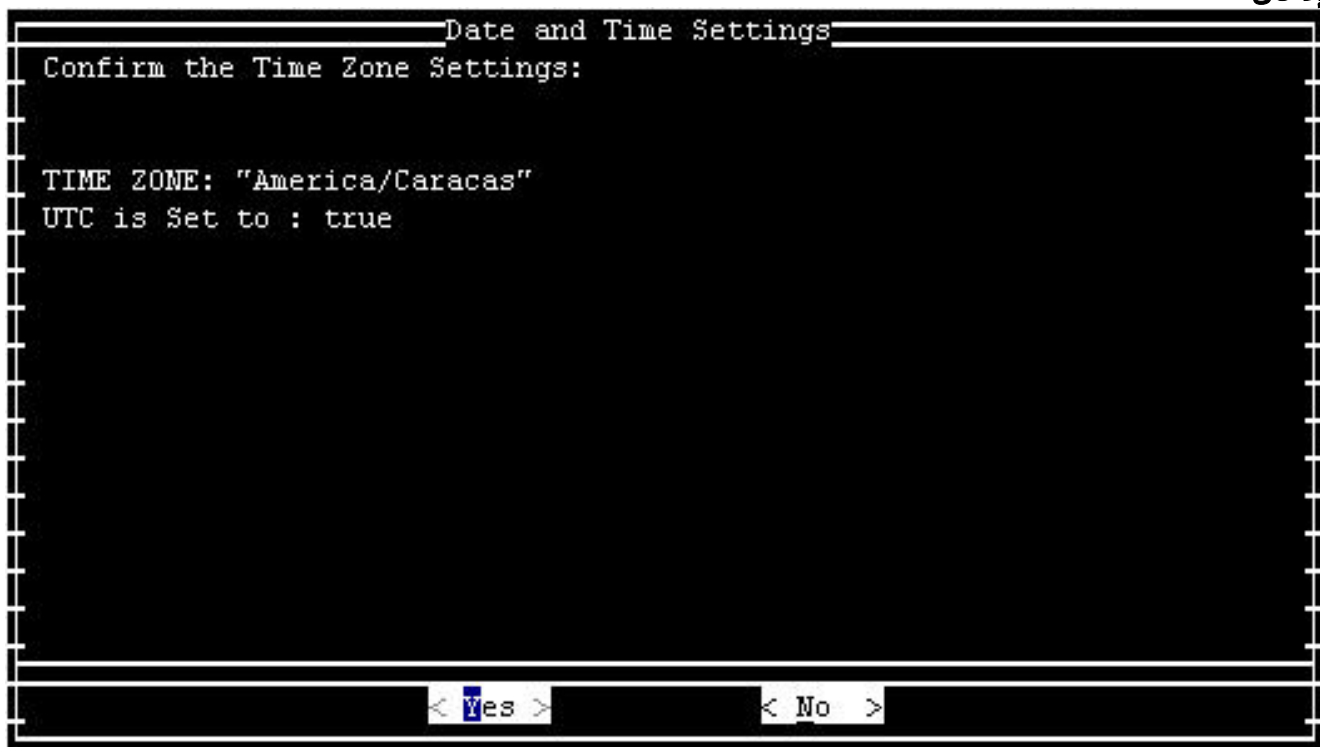 Date and Time Settings
Confirm the Time Zone Settings:
TIME ZONE: "America/Caracas"
UTC is Set to : true
< Yes > < No >